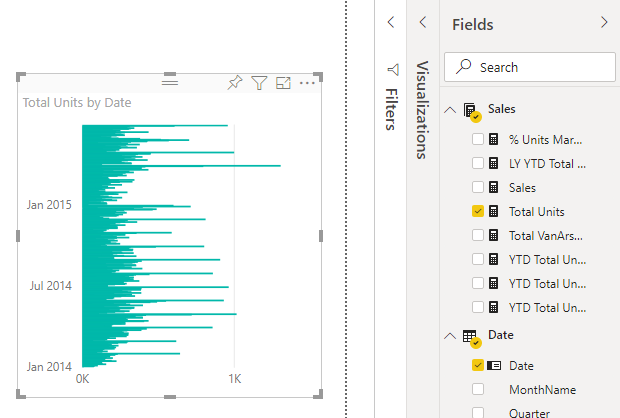 Total Units by Date
Jan 2015
Jul 2014
Jan 2014
0K
1K
Filters
Visualizations
Fields
Search
Sales
% Units Mar...
LY YTD Total ...
Sales
Total Units
Total VanArs...
YTD Total Un...
YTD Total Un...
YTD Total Un...
Date
Date
MonthName
Quarter